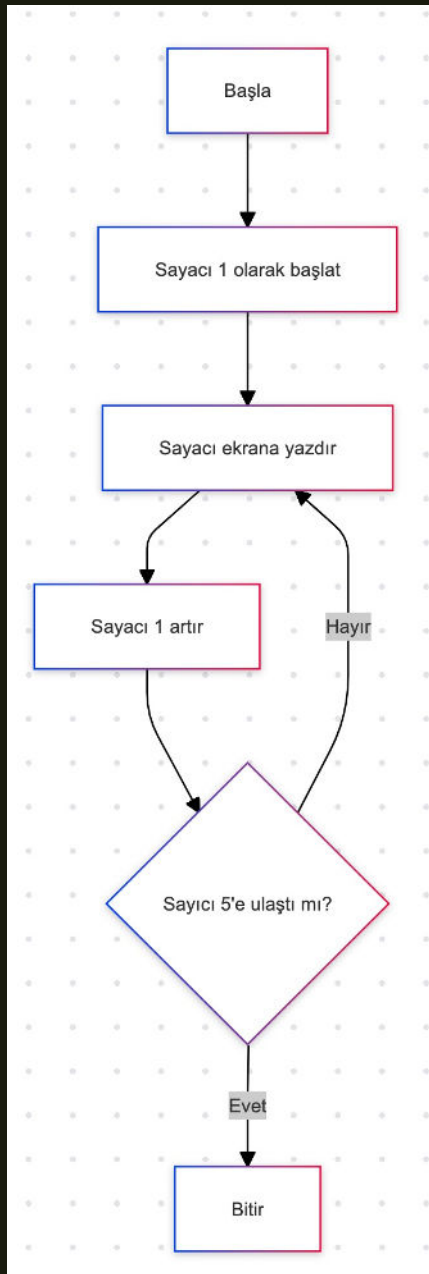 Başla
Sayacı 1 olarak başlat
Sayacı ekrana yazdır
Sayacı 1 artır
Hayır
Sayıcı 5'e ulaştı mı?
Evet
Bitir